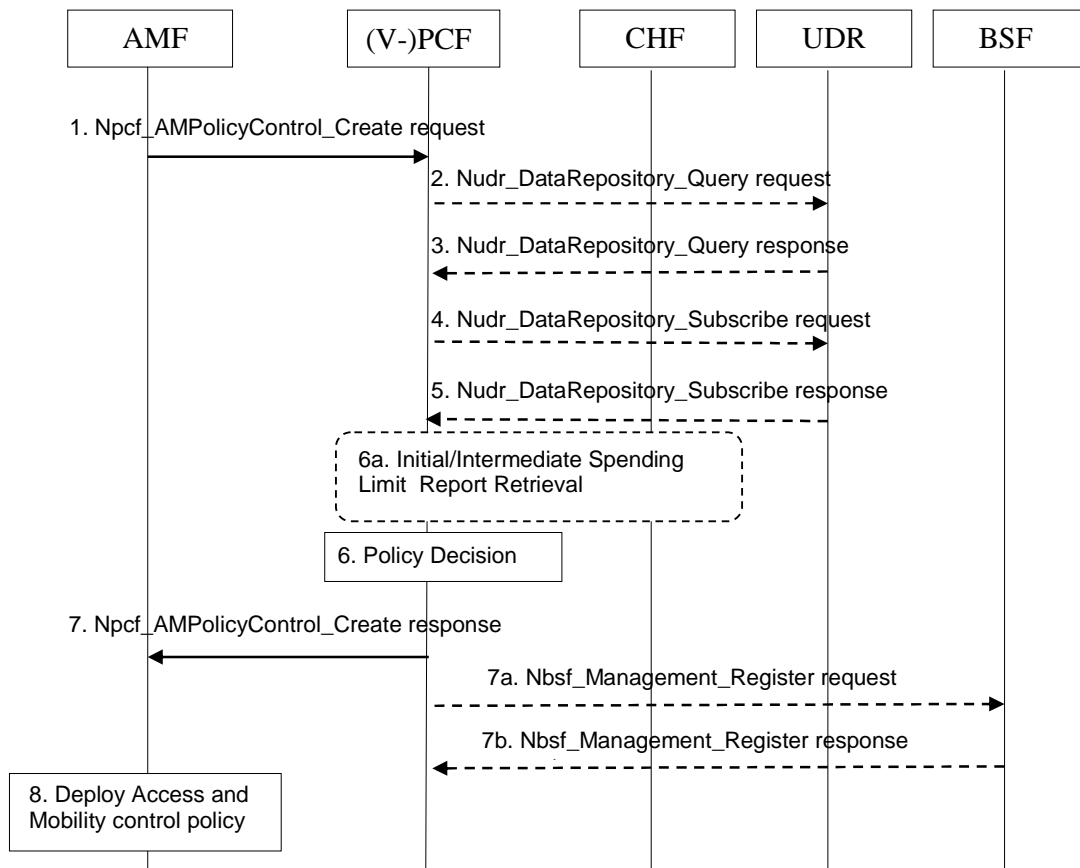 AMF
(V-)PCF
CHF
UDR
BSF
1. Npcf_AMPolicyControl_Create request
2. Nudr_DataRepository_Query request
3. Nudr_DataRepository_Query response
4. Nudr_DataRepository_Subscribe request
5. Nudr_DataRepository_Subscribe response
6a. Initial/Intermediate Spending
Limit Report Retrieval
6. Policy Decision
7. Npcf_AMPolicyControl_Create response
7a. Nbsf_Management_Register request
7b. Nbsf_Management_Register response
8. Deploy Access and
Mobility control policy